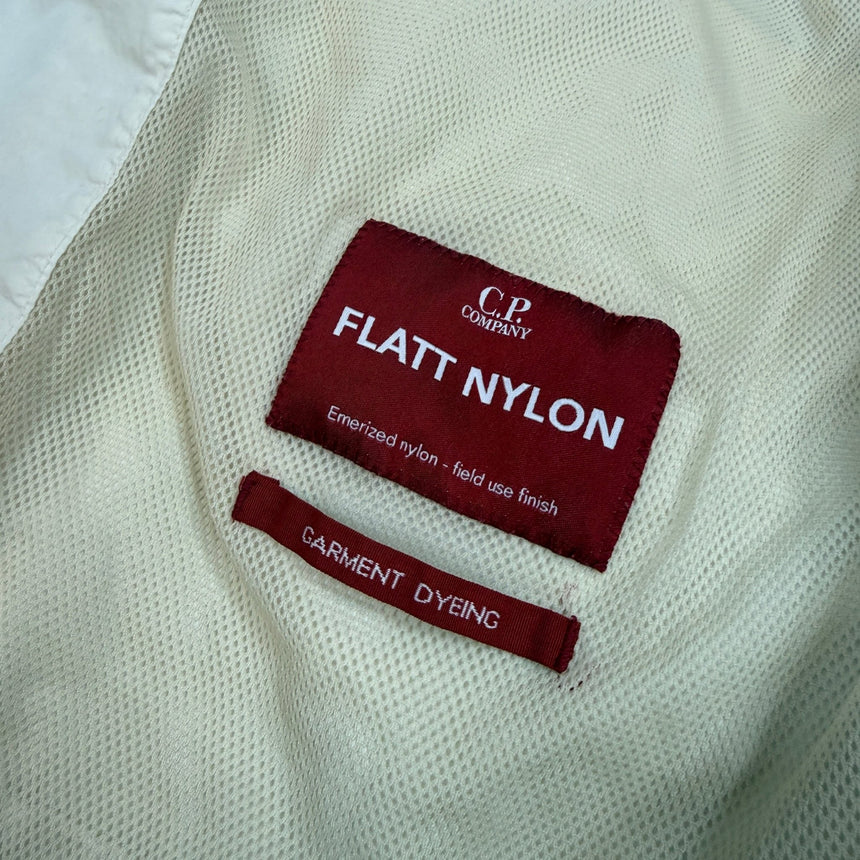 C.P.
COMPANY
FLATT NYLON
Emerized nylon - field use finish
GARMENT DYEING